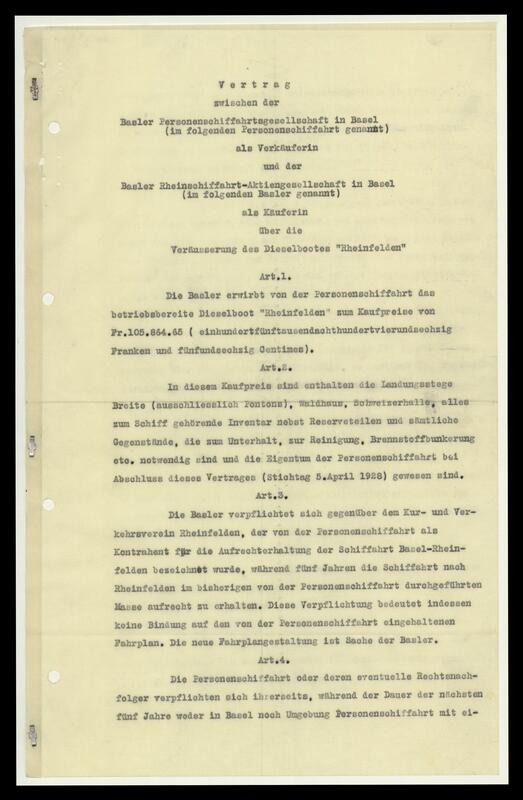 Vertrag
zwischen der
Basler Personenschiffahrtsgesellschaft in Basel
(im folgenden Personenschiffahrt genannt)
als Verkäuferin
und der
Basler Rheinschiffahrt-Aktiengesellschaft in Basel
(im folgenden Basler genannt)
als Käuferin
über die
Veräusserung des Dieselbootes "Rheinfelden"
Art.1.
Die Basler erwirbt von der Personenschiffahrt das
betriebsbereite Dieselboot "Rheinfelden" zum Kaufpreise von
Fr.105.864.65 ( einhundertfünftausendachthundertvierundsechzig
Franken und fünfundsechzig Centimes).
Art.2.
In diesem Kaufpreis sind enthalten die Landungsstege
Breite (ausschliesslich Pontons), Waldhaus, Schweizerhalle, alles
zum Schiff gehörende Inventar nebst Reserveteilen und sämtliche
Gegenstände, die zum Unterhalt, zur Reinigung, Brennstoffbunkerung
etc. notwendig sind und die Eigentum der Personenschiffahrt bei
Abschluss dieses Vertrages (Stichtag 5.April 1928) gewesen sind.
Art.3.
Die Basler verpflichtet sich gegenüber dem Kur- und Ver-
kehrsverein Rheinfelden, der von der Personenschiffahrt als
Kontrahent für die Aufrechterhaltung der Schiffahrt Basel-Rhein-
felden bezeichnet wurde, während fünf Jahren die Schiffahrt nach
Rheinfelden im bisherigen von der Personenschiffahrt durchgeführten
Masse aufrecht zu erhalten. Diese Verpflichtung bedeutet indessen
keine Bindung auf den von der Personenschiffahrt eingehaltenen
Fahrplan. Die neue Fahrplangestaltung ist Sache der Basler.
Art.4.
Die Personenschiffahrt oder deren eventuelle Rechtsnach-
folger verpflichten sich ihrerseits, während der Dauer der nächsten
fünf Jahre weder in Basel noch Umgebung Personenschiffahrt mit ei-